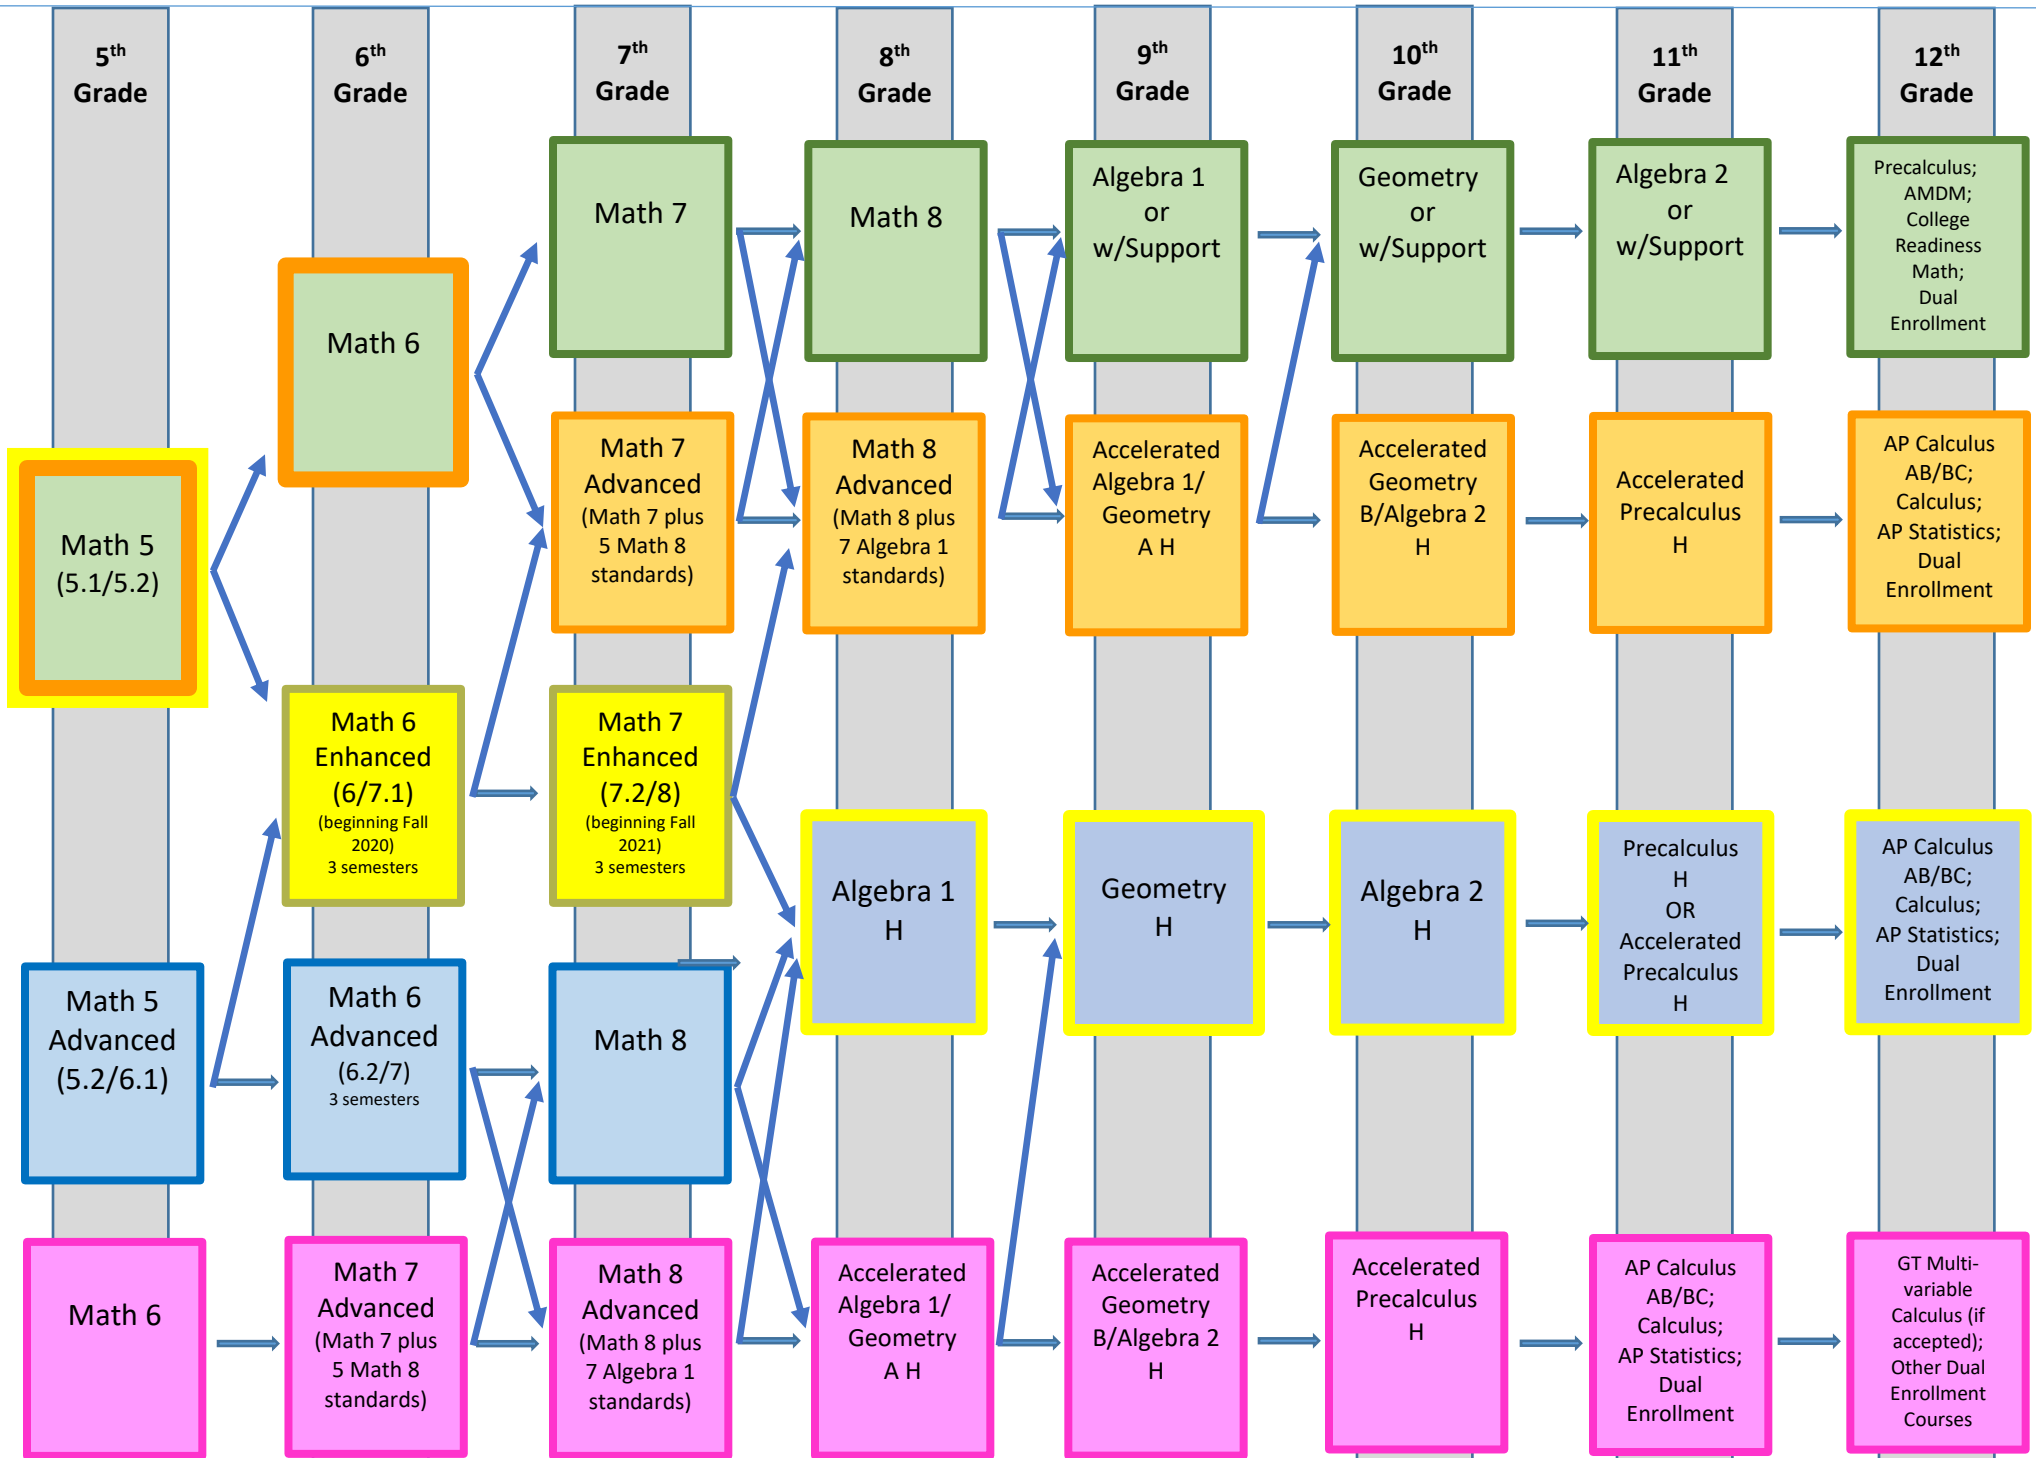 5th
Grade
6th
Grade
7th
Grade
8th
Grade
9th
Grade
10th
Grade
11th
Grade
12th
Grade
Math 7
Math 8
Algebra 1
or
w/Support
Geometry
or
w/Support
Algebra 2
or
w/Support
Precalculus;
AMDM;
College
Readiness
Math;
Dual
Enrollment
Math 6
Math 5
(5.1/5.2)
Math 7
Advanced
(Math 7 plus
5 Math 8
standards)
Math 8
Advanced
(Math 8 plus
7 Algebra 1
standards)
Accelerated
Algebra 1/
Geometry
A H
Accelerated
Geometry
B/Algebra 2
H
Accelerated
Precalculus
H
AP Calculus
AB/BC;
Calculus;
AP Statistics;
Dual
Enrollment
Math 6
Enhanced
(6/7.1)
(beginning Fall
2020)
3 semesters
Math 7
Enhanced
(7.2/8)
(beginning Fall
2021)
3 semesters
Algebra 1
H
Geometry
H
Algebra 2
H
Precalculus
H
OR
Accelerated
Precalculus
H
AP Calculus
AB/BC;
Calculus;
AP Statistics;
Dual
Enrollment
Math 5
Advanced
(5.2/6.1)
Math 6
Advanced
(6.2/7)
3 semesters
Math 8
Math 6
Math 7
Advanced
(Math 7 plus
5 Math 8
standards)
Math 8
Advanced
(Math 8 plus
7 Algebra 1
standards)
Accelerated
Algebra 1/
Geometry
A H
Accelerated
Geometry
B/Algebra 2
H
Accelerated
Precalculus
H
AP Calculus
AB/BC;
Calculus;
AP Statistics;
Dual
Enrollment
GT Multi-
variable
Calculus (if
accepted);
Other Dual
Enrollment
Courses